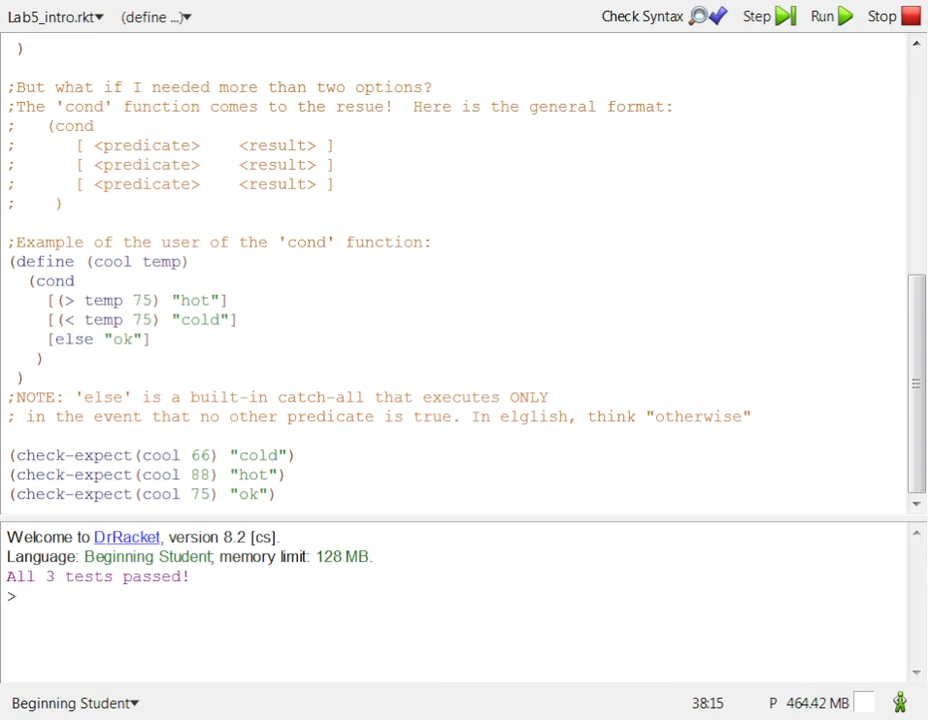 Lab5_intro.rkt▾ (define ...)▾ Check Syntax Step Run Stop
)
;But what if I needed more than two options?
;The 'cond' function comes to the resue!  Here is the general format:
;    (cond
;       [ <predicate>    <result> ]
;       [ <predicate>    <result> ]
;       [ <predicate>    <result> ]
;     )
;Example of the user of the 'cond' function:
(define (cool temp)
  (cond
    [(> temp 75) "hot"]
    [(< temp 75) "cold"]
    [else "ok"]
   )
 )
;NOTE: 'else' is a built-in catch-all that executes ONLY
; in the event that no other predicate is true. In elglish, think "otherwise"
(check-expect(cool 66) "cold")
(check-expect(cool 88) "hot")
(check-expect(cool 75) "ok")
Welcome to DrRacket, version 8.2 [cs].
Language: Beginning Student; memory limit: 128 MB.
All 3 tests passed!
>
Beginning Student▾ 38:15 P 464.42 MB